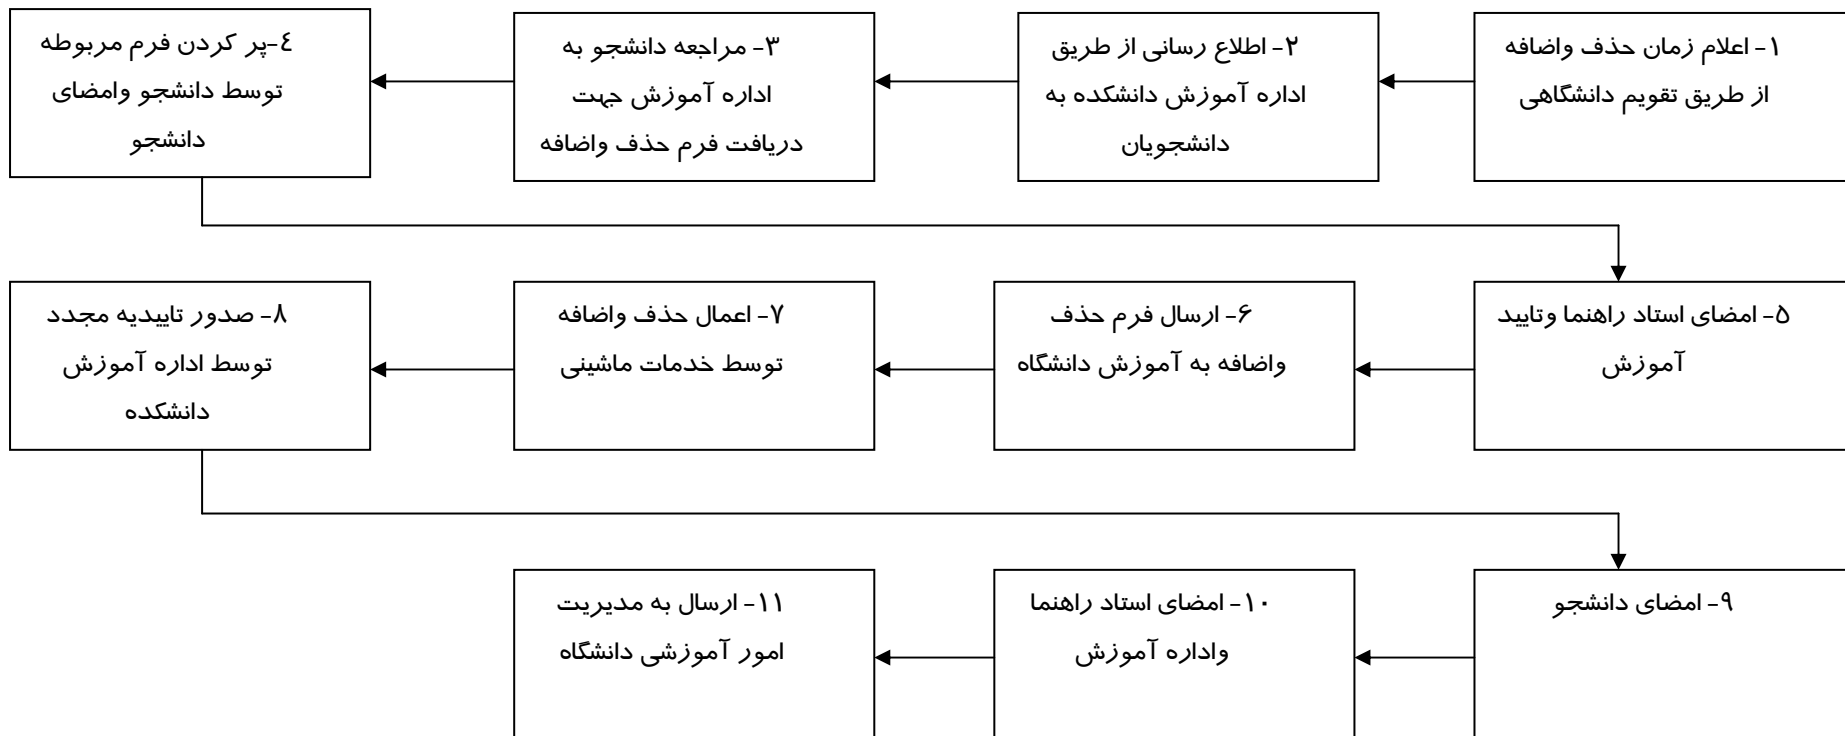 ۱- اعلام زمان حذف واضافه
از طریق تقویم دانشگاهی
۲- اطلاع رسانی از طریق
اداره آموزش دانشکده به
دانشجویان
۳- مراجعه دانشجو به
اداره آموزش جهت
دریافت فرم حذف واضافه
٤-پر کردن فرم مربوطه
توسط دانشجو وامضای
دانشجو
۵- امضای استاد راهنما وتایید
آموزش
۶- ارسال فرم حذف
واضافه به آموزش دانشگاه
۷- اعمال حذف واضافه
توسط خدمات ماشینی
۸- صدور تاییدیه مجدد
توسط اداره آموزش
دانشکده
۹- امضای دانشجو
۱۰- امضای استاد راهنما
واداره آموزش
۱۱- ارسال به مدیریت
امور آموزشی دانشگاه